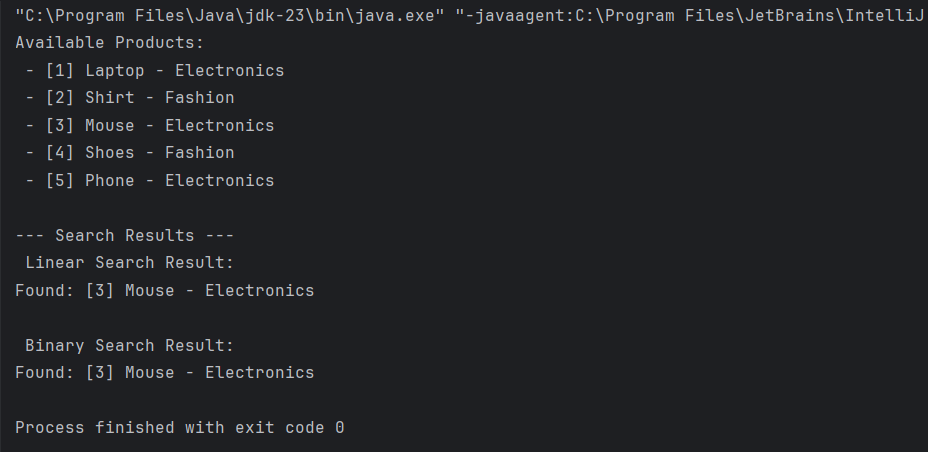 "C:\Program Files\Java\jdk-23\bin\java.exe" "-javaagent:C:\Program Files\JetBrains\IntelliJ
Available Products:
 - [1] Laptop - Electronics
 - [2] Shirt - Fashion
 - [3] Mouse - Electronics
 - [4] Shoes - Fashion
 - [5] Phone - Electronics
--- Search Results ---
 Linear Search Result:
Found: [3] Mouse - Electronics
 Binary Search Result:
Found: [3] Mouse - Electronics
Process finished with exit code 0